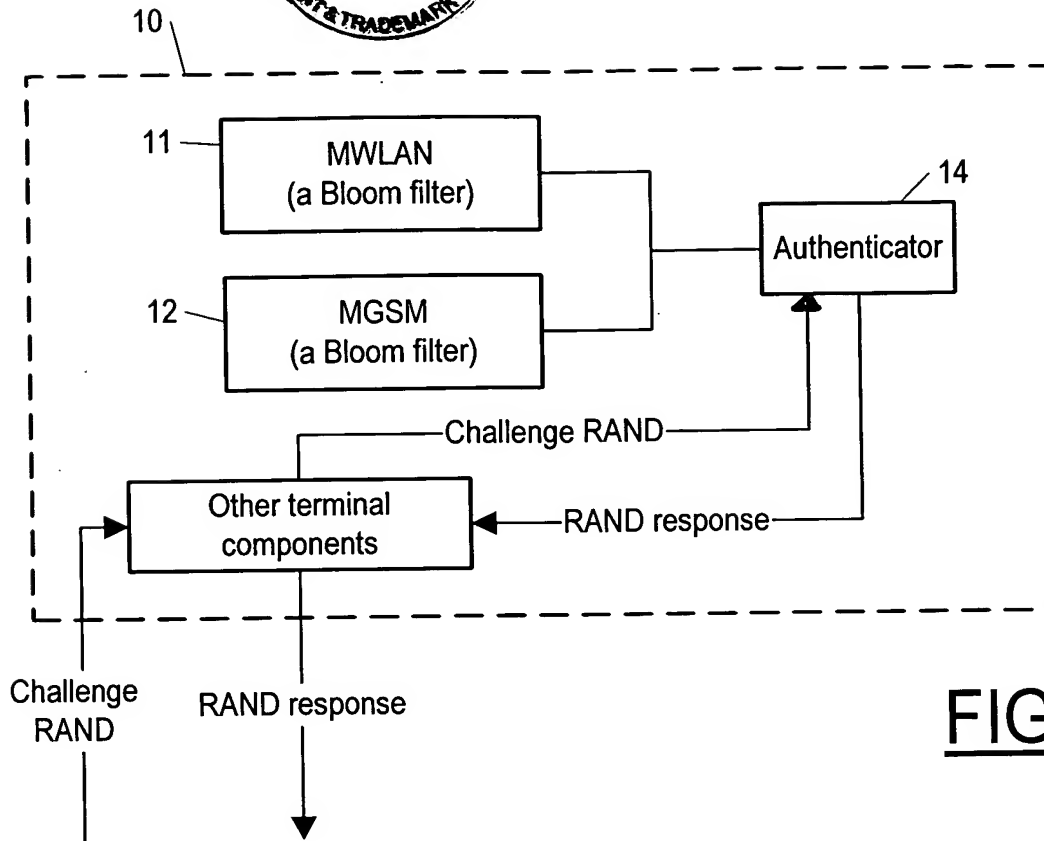 & TRADEMARK
10
11
MWLAN
(a Bloom filter)
14
Authenticator
12
MGSM
(a Bloom filter)
Challenge RAND
Other terminal
components
RAND response
Challenge
RAND
RAND response
FIG